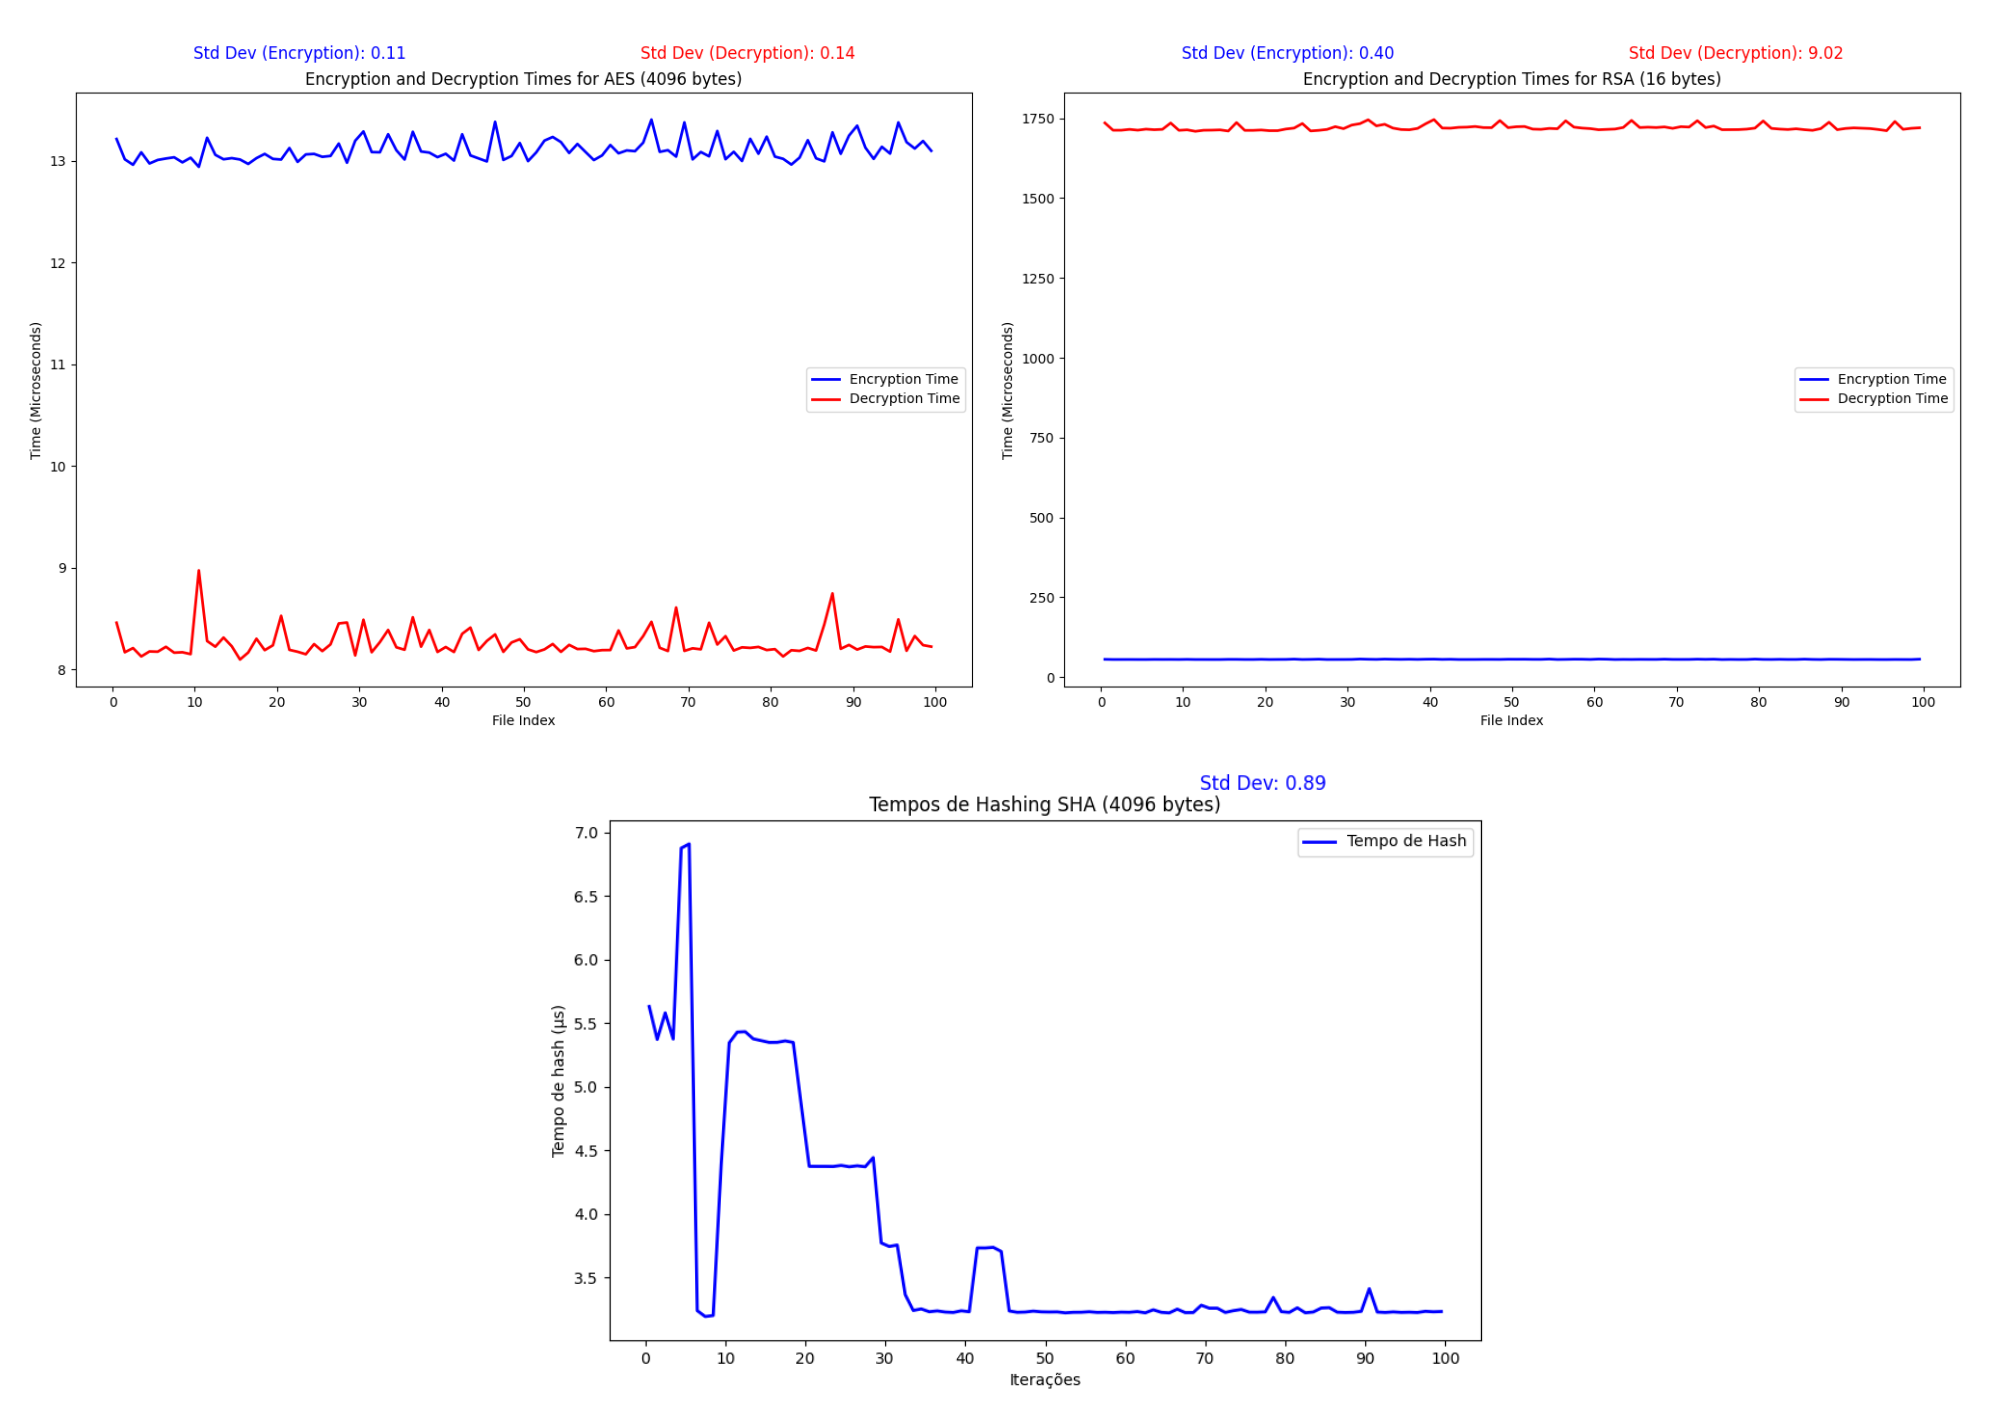 Std Dev (Encryption): 0.11
Std Dev (Decryption): 0.14
Encryption and Decryption Times for AES (4096 bytes)
13
12
11
10
9
8
Time (Microseconds)
Encryption Time
Decryption Time
0 10 20 30 40 50 60 70 80 90 100
File Index
Std Dev (Encryption): 0.40
Std Dev (Decryption): 9.02
Encryption and Decryption Times for RSA (16 bytes)
1750
1500
1250
1000
750
500
250
0
Time (Microseconds)
Encryption Time
Decryption Time
0 10 20 30 40 50 60 70 80 90 100
File Index
Std Dev: 0.89
Tempos de Hashing SHA (4096 bytes)
7.0
6.5
6.0
5.5
5.0
4.5
4.0
3.5
Tempo de hash (µs)
Tempo de Hash
0 10 20 30 40 50 60 70 80 90 100
Iterações